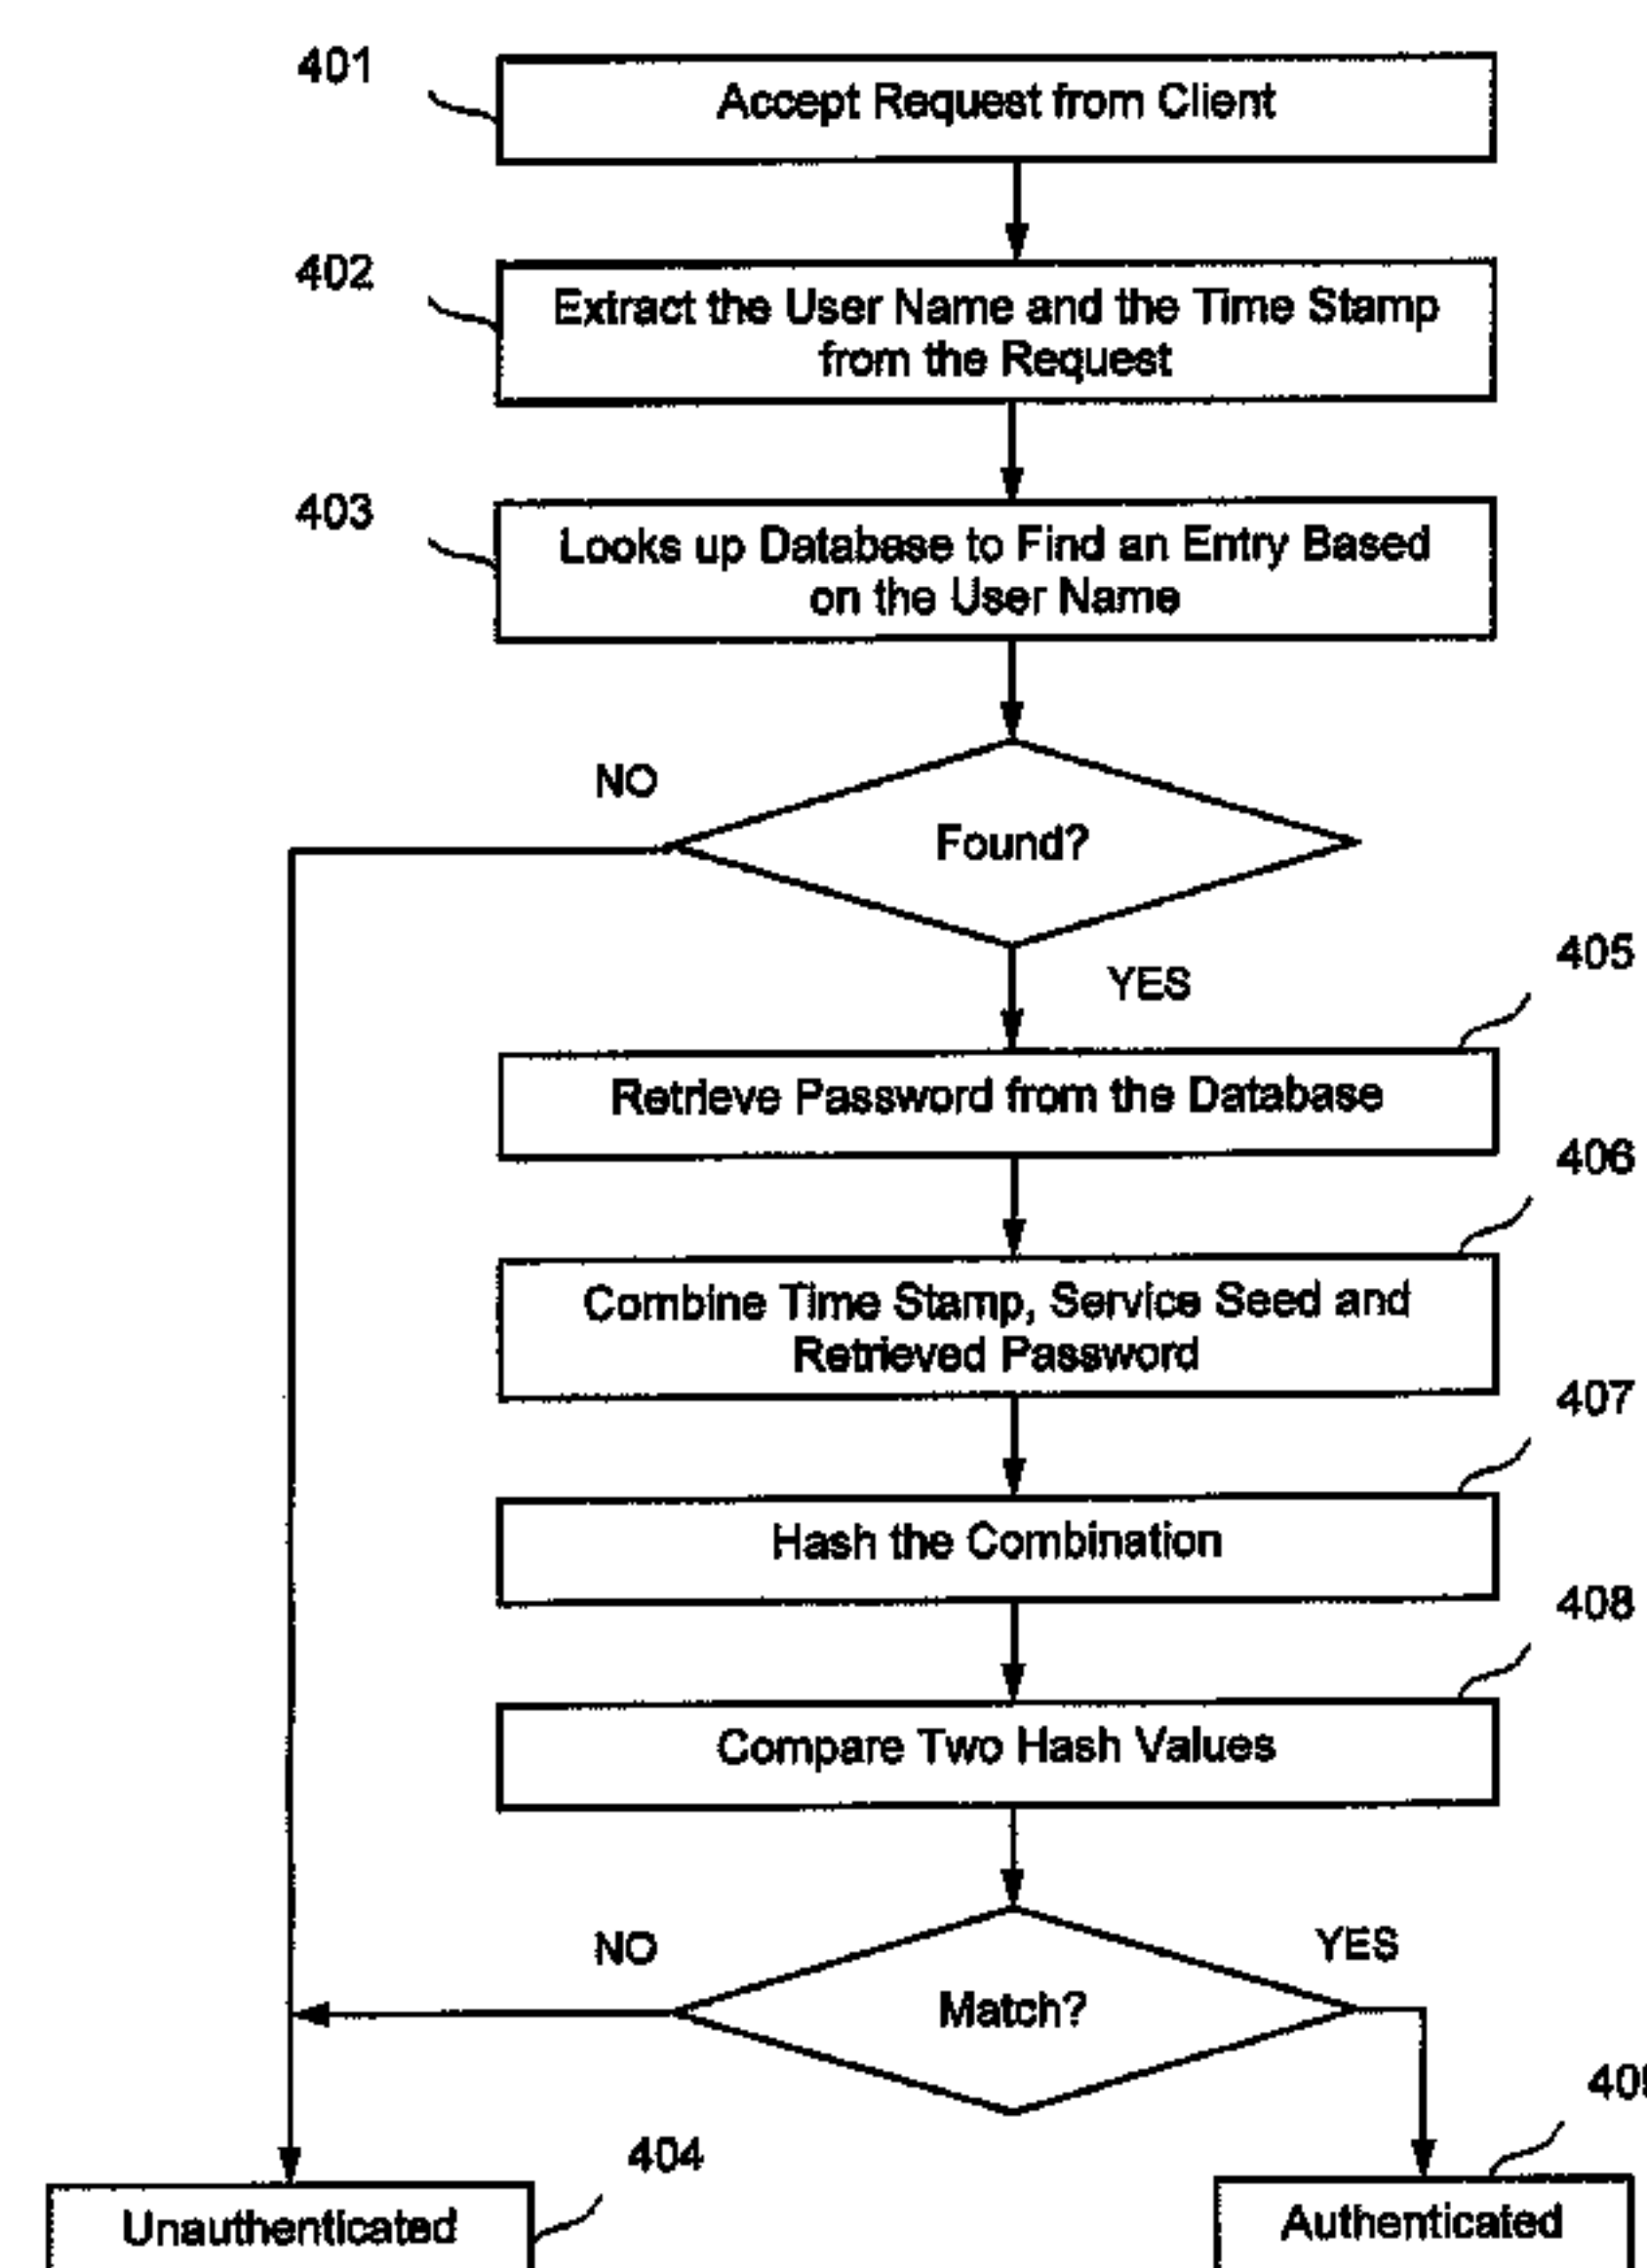 401
Accept Request from Client
402
Extract the User Name and the Time Stamp
from the Request
403
Looks up Database to Find an Entry Based
on the User Name
NO
Found?
YES
405
Retrieve Password from the Database
406
Combine Time Stamp, Service Seed and
Retrieved Password
407
Hash the Combination
408
Compare Two Hash Values
NO
YES
Match?
404
Unauthenticated
Authenticated